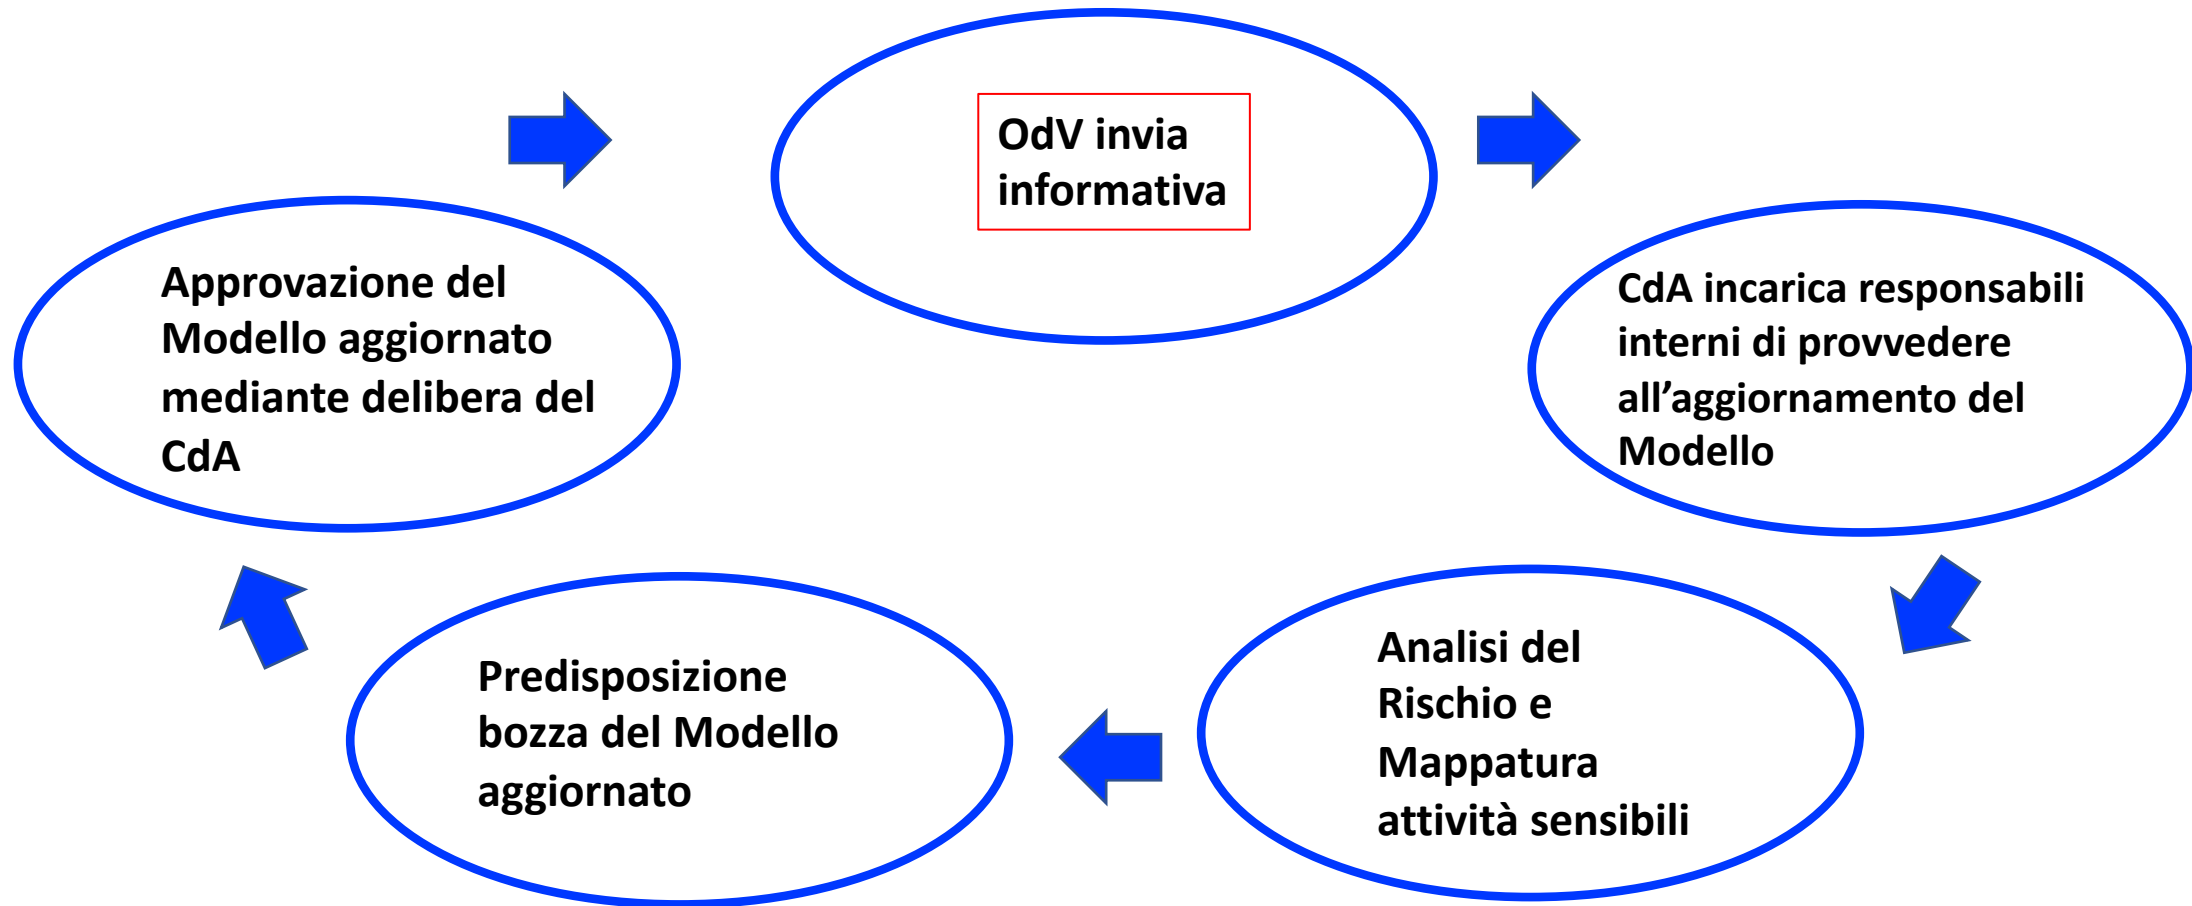 OdV invia
informativa
CdA incarica responsabili
interni di provvedere
all’aggiornamento del
Modello
Analisi del
Rischio e
Mappatura
attività sensibili
Predisposizione
bozza del Modello
aggiornato
Approvazione del
Modello aggiornato
mediante delibera del
CdA